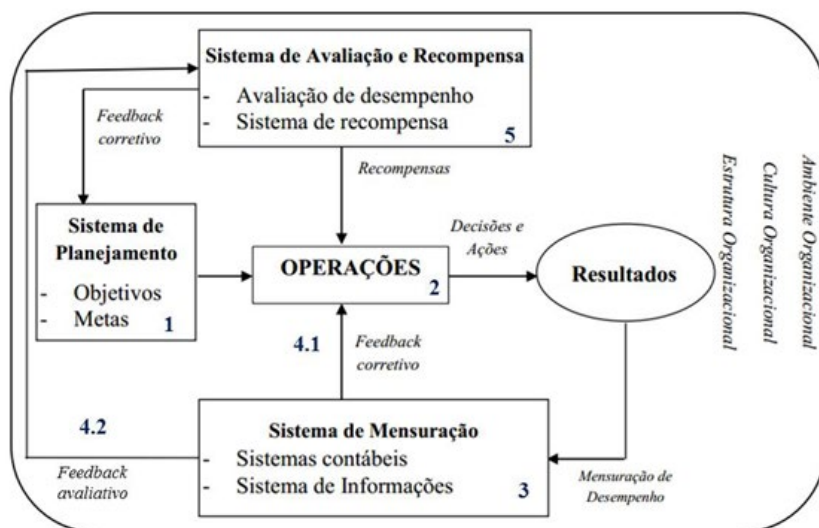 Sistema de Avaliação e Recompensa
- Avaliação de desempenho
- Sistema de recompensa
5
Feedback
corretivo
Recompensas
Sistema de
Planejamento
- Objetivos
- Metas
1
OPERAÇÕES
2
Decisões e
Ações
Resultados
Ambiente Organizacional
Cultura Organizacional
Estrutura Organizacional
4.1
Feedback
corretivo
4.2
Feedback
avaliativo
Sistema de Mensuração
- Sistemas contábeis
- Sistema de Informações
3
Mensuração de
Desempenho